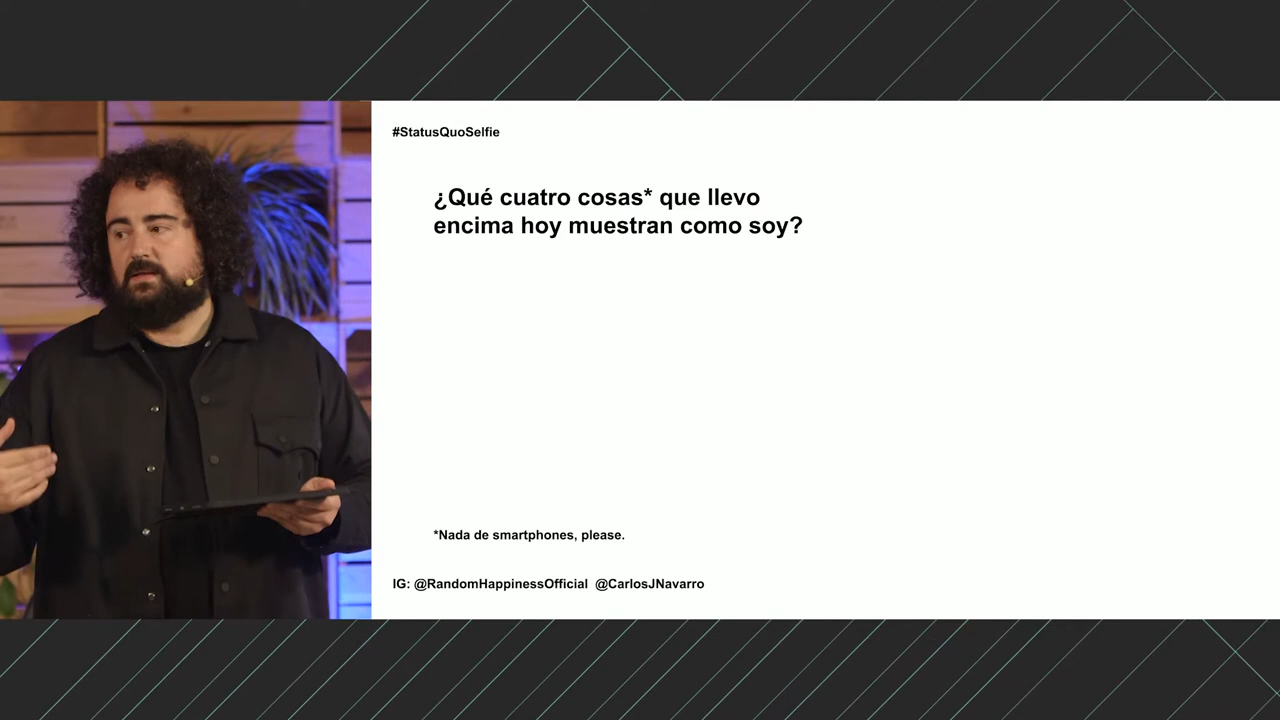 #StatusQuoSelfie
¿Qué cuatro cosas* que llevo
encima hoy muestran como soy?
*Nada de smartphones, please.
IG: @RandomHappinessOfficial @CarlosJNavarro